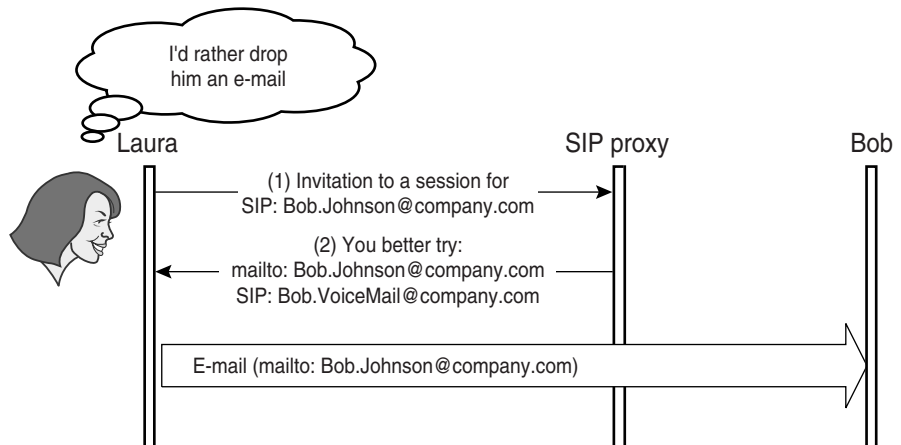 I'd rather drop
him an e-mail
Laura
SIP proxy
Bob
(1) Invitation to a session for
SIP: Bob.Johnson@company.com
(2) You better try:
mailto: Bob.Johnson@company.com
SIP: Bob.VoiceMail@company.com
E-mail (mailto: Bob.Johnson@company.com)